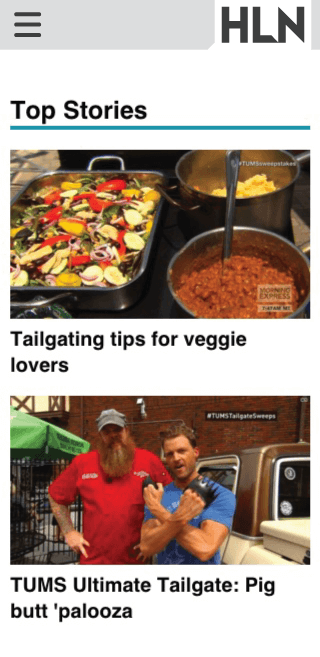 HLN
Top Stories
#TUMSsweepstakes
MORNING
EXPRESS
Tailgating tips for veggie
lovers
#TUMSTailgateSweeps
TUMS Ultimate Tailgate: Pig
butt 'palooza